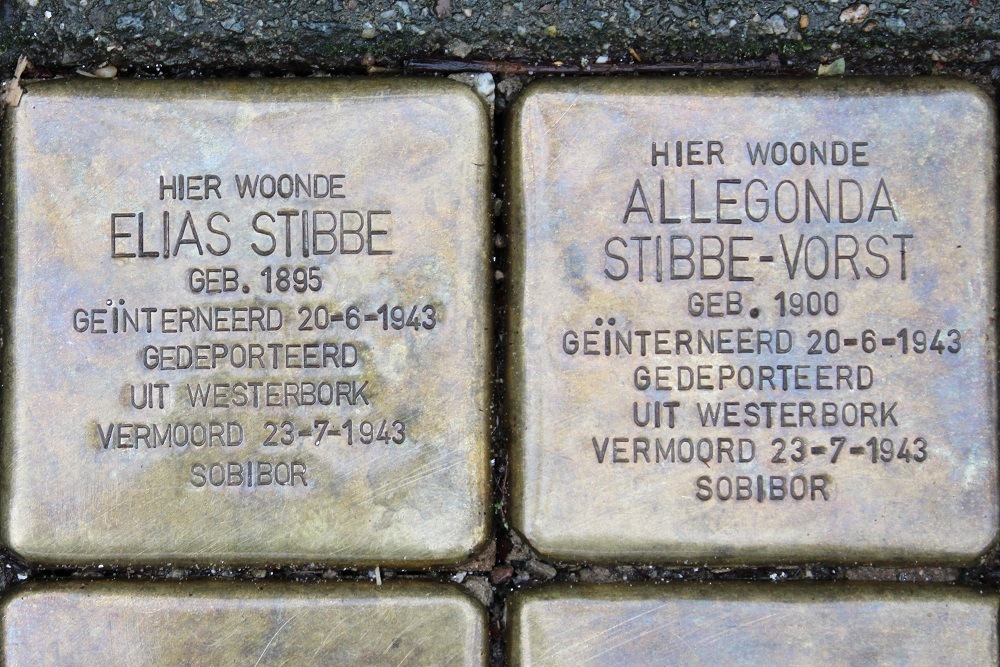 HIER WOONDE
ELIAS STIBBE
GEB. 1895
GEÏNTERNEERD 20-6-1943
GEDEPORTEERD
UIT WESTERBORK
VERMOORD 23-7-1943
SOBIBOR
HIER WOONDE
ALLEGONDA
STIBBE-VORST
GEB. 1900
GEÏNTERNEERD 20-6-1943
GEDEPORTEERD
UIT WESTERBORK
VERMOORD 23-7-1943
SOBIBOR